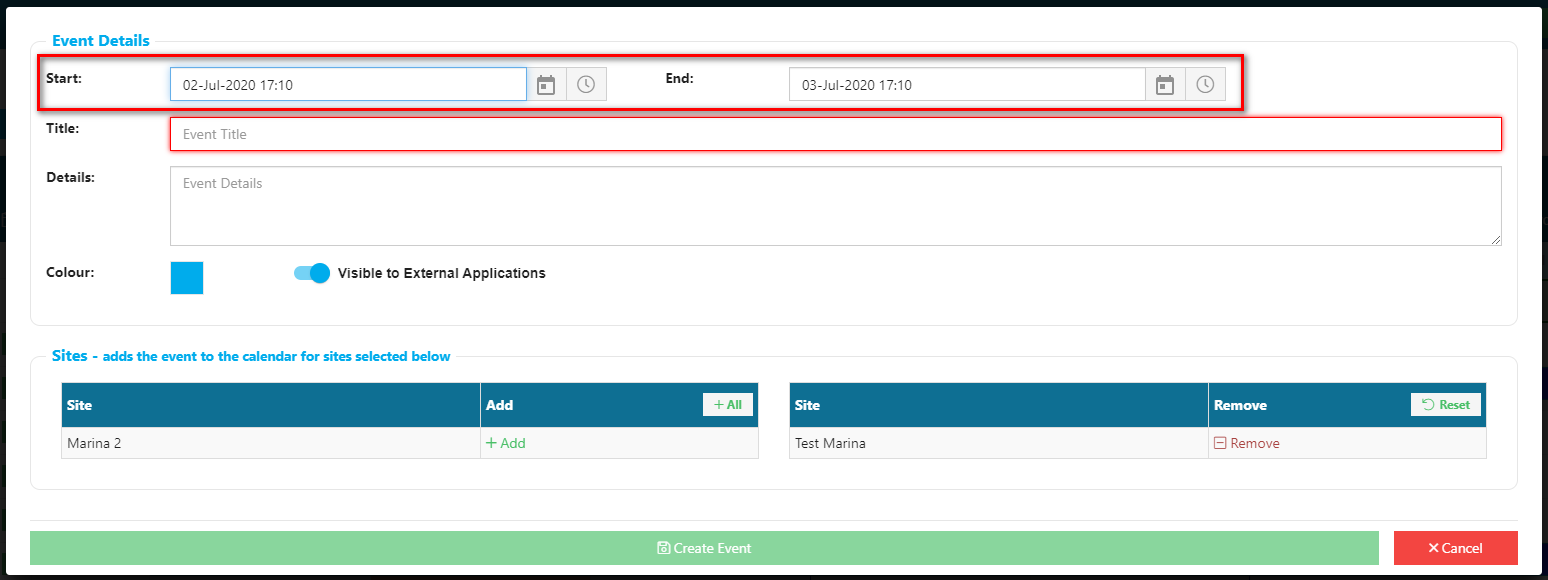 Event Details
Start: 02-Jul-2020 17:10 End: 03-Jul-2020 17:10
Title: Event Title
Details: Event Details
Colour: Visible to External Applications
Sites - adds the event to the calendar for sites selected below
Site Add + All Site Remove Reset
Marina 2 + Add Test Marina Remove
Create Event × Cancel